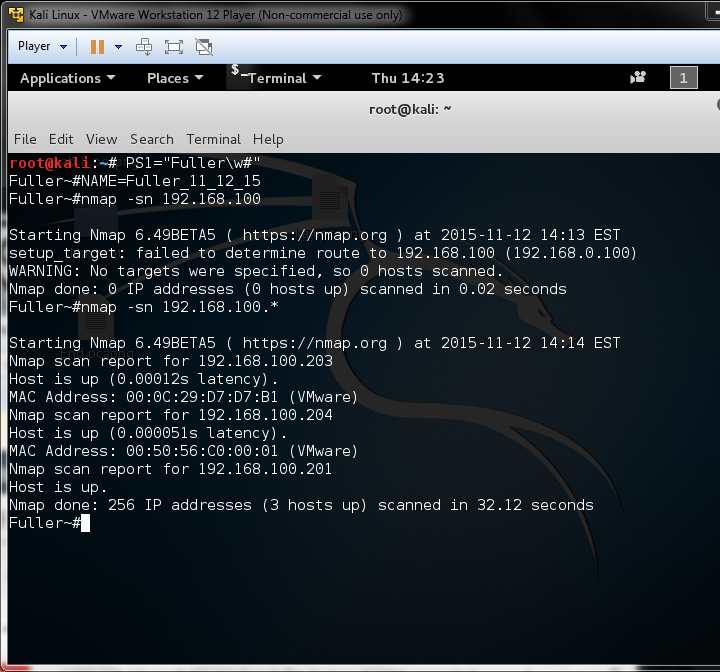 Kali Linux - VMware Workstation 12 Player (Non-commercial use only)
Player
Applications Places $_Terminal Thu 14:23 1
root@kali: ~
File Edit View Search Terminal Help
root@kali:~# PS1="Fuller\w#"
Fuller~#NAME=Fuller_11_12_15
Fuller~#nmap -sn 192.168.100

Starting Nmap 6.49BETA5 ( https://nmap.org ) at 2015-11-12 14:13 EST
setup_target: failed to determine route to 192.168.100 (192.168.0.100)
WARNING: No targets were specified, so 0 hosts scanned.
Nmap done: 0 IP addresses (0 hosts up) scanned in 0.02 seconds
Fuller~#nmap -sn 192.168.100.*

Starting Nmap 6.49BETA5 ( https://nmap.org ) at 2015-11-12 14:14 EST
Nmap scan report for 192.168.100.203
Host is up (0.00012s latency).
MAC Address: 00:0C:29:D7:D7:B1 (VMware)
Nmap scan report for 192.168.100.204
Host is up (0.000051s latency).
MAC Address: 00:50:56:C0:00:01 (VMware)
Nmap scan report for 192.168.100.201
Host is up.
Nmap done: 256 IP addresses (3 hosts up) scanned in 32.12 seconds
Fuller~#